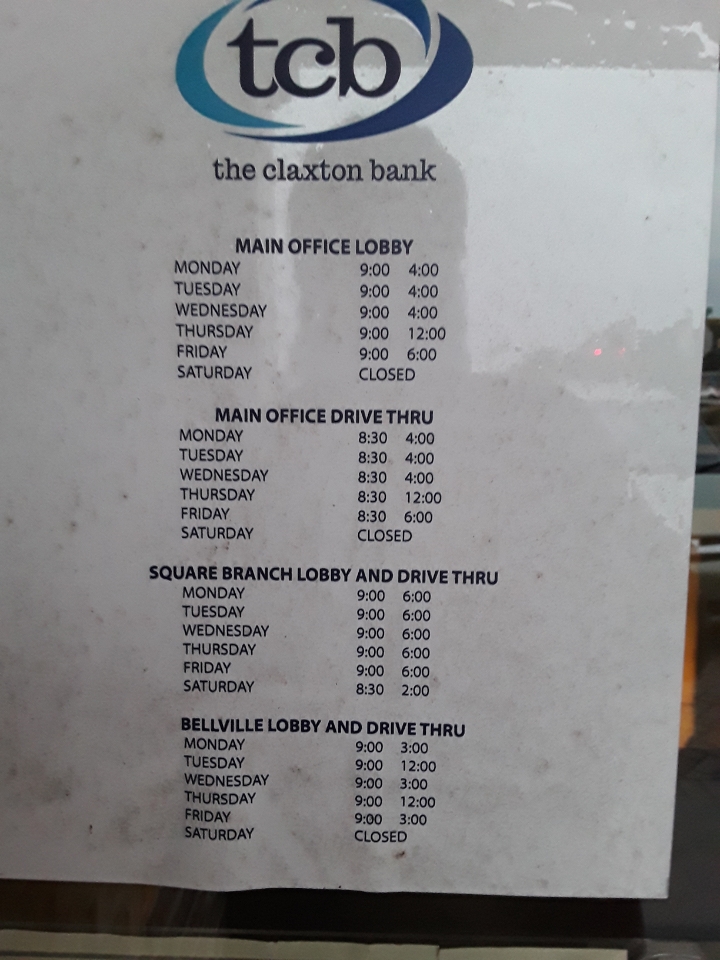 tcb
the claxton bank
MAIN OFFICE LOBBY
MONDAY 9:00 4:00
TUESDAY 9:00 4:00
WEDNESDAY 9:00 4:00
THURSDAY 9:00 12:00
FRIDAY 9:00 6:00
SATURDAY CLOSED
MAIN OFFICE DRIVE THRU
MONDAY 8:30 4:00
TUESDAY 8:30 4:00
WEDNESDAY 8:30 4:00
THURSDAY 8:30 12:00
FRIDAY 8:30 6:00
SATURDAY CLOSED
SQUARE BRANCH LOBBY AND DRIVE THRU
MONDAY 9:00 6:00
TUESDAY 9:00 6:00
WEDNESDAY 9:00 6:00
THURSDAY 9:00 6:00
FRIDAY 9:00 6:00
SATURDAY 8:30 2:00
BELLVILLE LOBBY AND DRIVE THRU
MONDAY 9:00 3:00
TUESDAY 9:00 12:00
WEDNESDAY 9:00 3:00
THURSDAY 9:00 12:00
FRIDAY 9:00 3:00
SATURDAY CLOSED